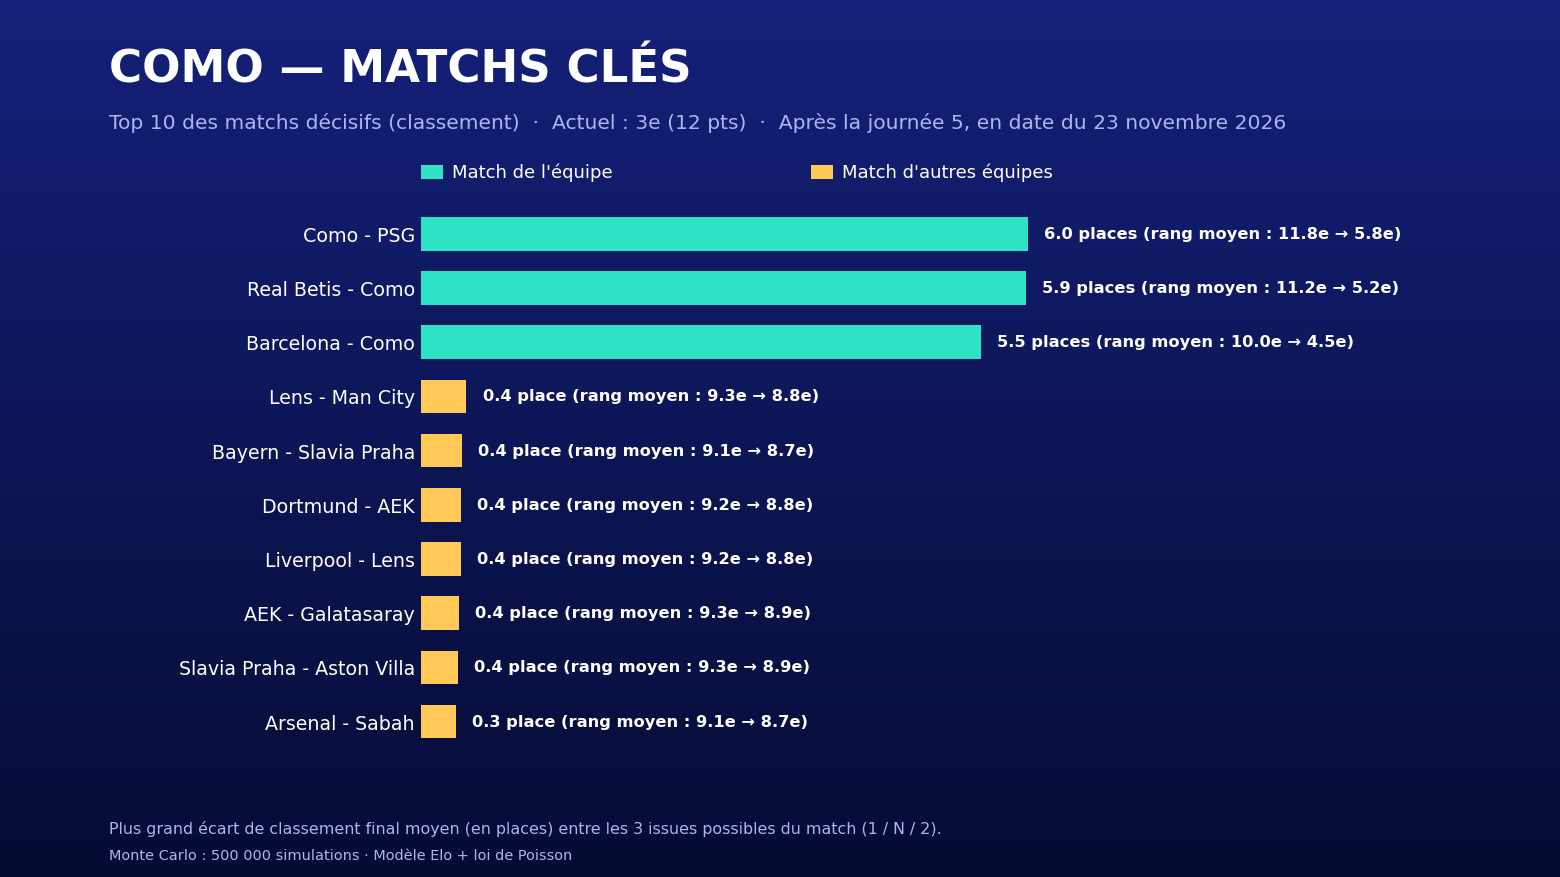 COMO — MATCHS CLÉS
Top 10 des matchs décisifs (classement) · Actuel : 3e (12 pts) · Après la journée 5, en date du 23 novembre 2026
Match de l'équipe Match d'autres équipes
Como - PSG 6.0 places (rang moyen : 11.8e → 5.8e)
Real Betis - Como 5.9 places (rang moyen : 11.2e → 5.2e)
Barcelona - Como 5.5 places (rang moyen : 10.0e → 4.5e)
Lens - Man City 0.4 place (rang moyen : 9.3e → 8.8e)
Bayern - Slavia Praha 0.4 place (rang moyen : 9.1e → 8.7e)
Dortmund - AEK 0.4 place (rang moyen : 9.2e → 8.8e)
Liverpool - Lens 0.4 place (rang moyen : 9.2e → 8.8e)
AEK - Galatasaray 0.4 place (rang moyen : 9.3e → 8.9e)
Slavia Praha - Aston Villa 0.4 place (rang moyen : 9.3e → 8.9e)
Arsenal - Sabah 0.3 place (rang moyen : 9.1e → 8.7e)
Plus grand écart de classement final moyen (en places) entre les 3 issues possibles du match (1 / N / 2).
Monte Carlo : 500 000 simulations · Modèle Elo + loi de Poisson